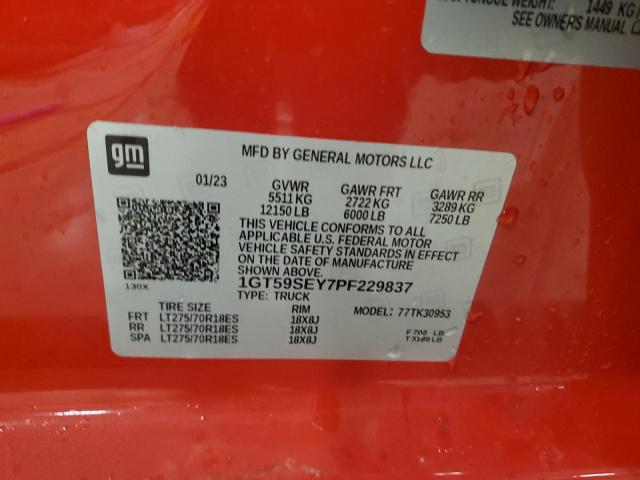 1449 KG
SEE OWNER'S MANUAL
gm
MFD BY GENERAL MOTORS LLC
01/23
GVWR GAWR FRT GAWR RR
5511 KG 2722 KG 3289 KG
12150 LB 6000 LB 7250 LB
THIS VEHICLE CONFORMS TO ALL
APPLICABLE U.S. FEDERAL MOTOR
VEHICLE SAFETY STANDARDS IN EFFECT
ON THE DATE OF MANUFACTURE
SHOWN ABOVE.
1GT59SEY7PF229837
130X
TYPE: TRUCK
TIRE SIZE RIM MODEL: 77TK30953
FRT LT275/70R18ES 18X8J
RR LT275/70R18ES 18X8J
SPA LT275/70R18ES 18X8J